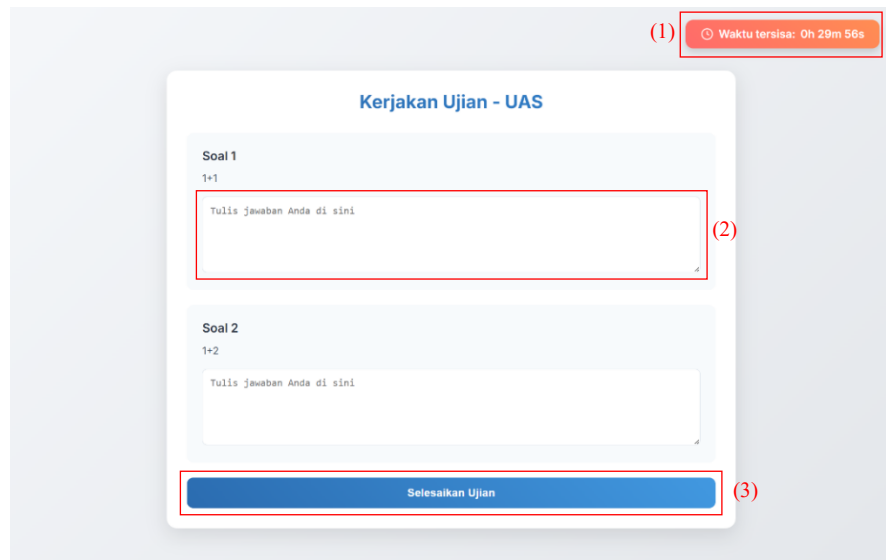 (1)
Waktu tersisa: 0h 29m 56s
Kerjakan Ujian - UAS
Soal 1
1+1
Tulis jawaban Anda di sini
(2)
Soal 2
1+2
Tulis jawaban Anda di sini
Selesaikan Ujian
(3)